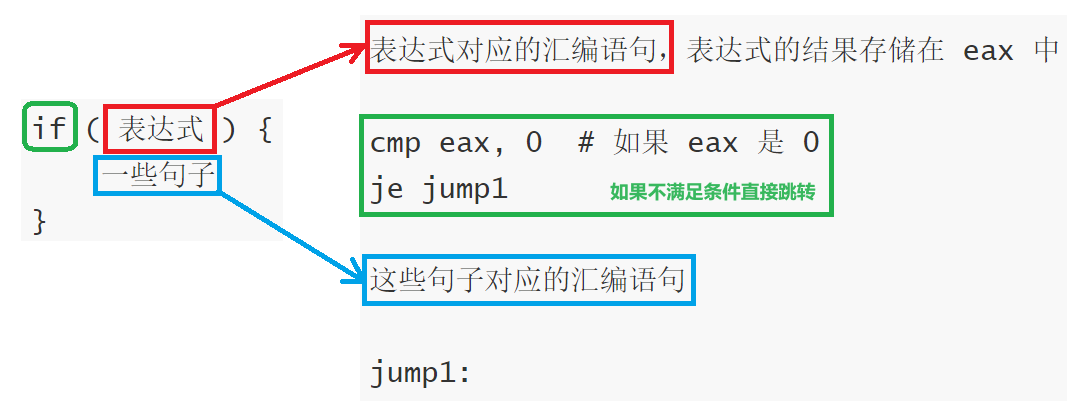 if ( 表达式 ) {
一些句子
}
表达式对应的汇编语句，表达式的结果存储在 eax 中
cmp eax, 0  # 如果 eax 是 0
je jump1 如果不满足条件直接跳转
这些句子对应的汇编语句
jump1: